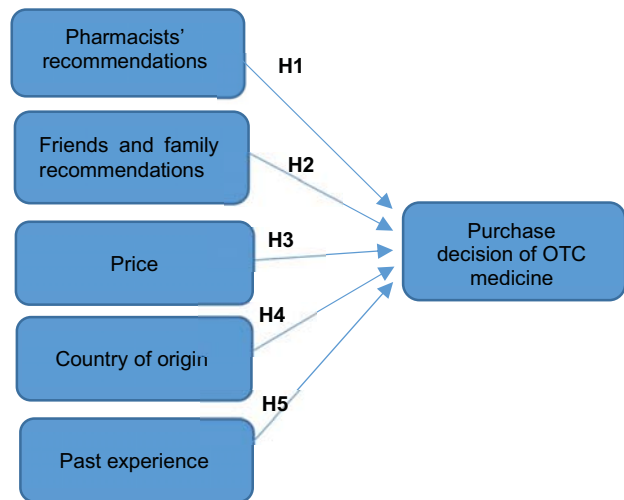 Pharmacists'
recommendations
H1
Friends and family
recommendations
H2
Price
H3
Country of origin
H4
Past experience
H5
Purchase
decision of OTC
medicine